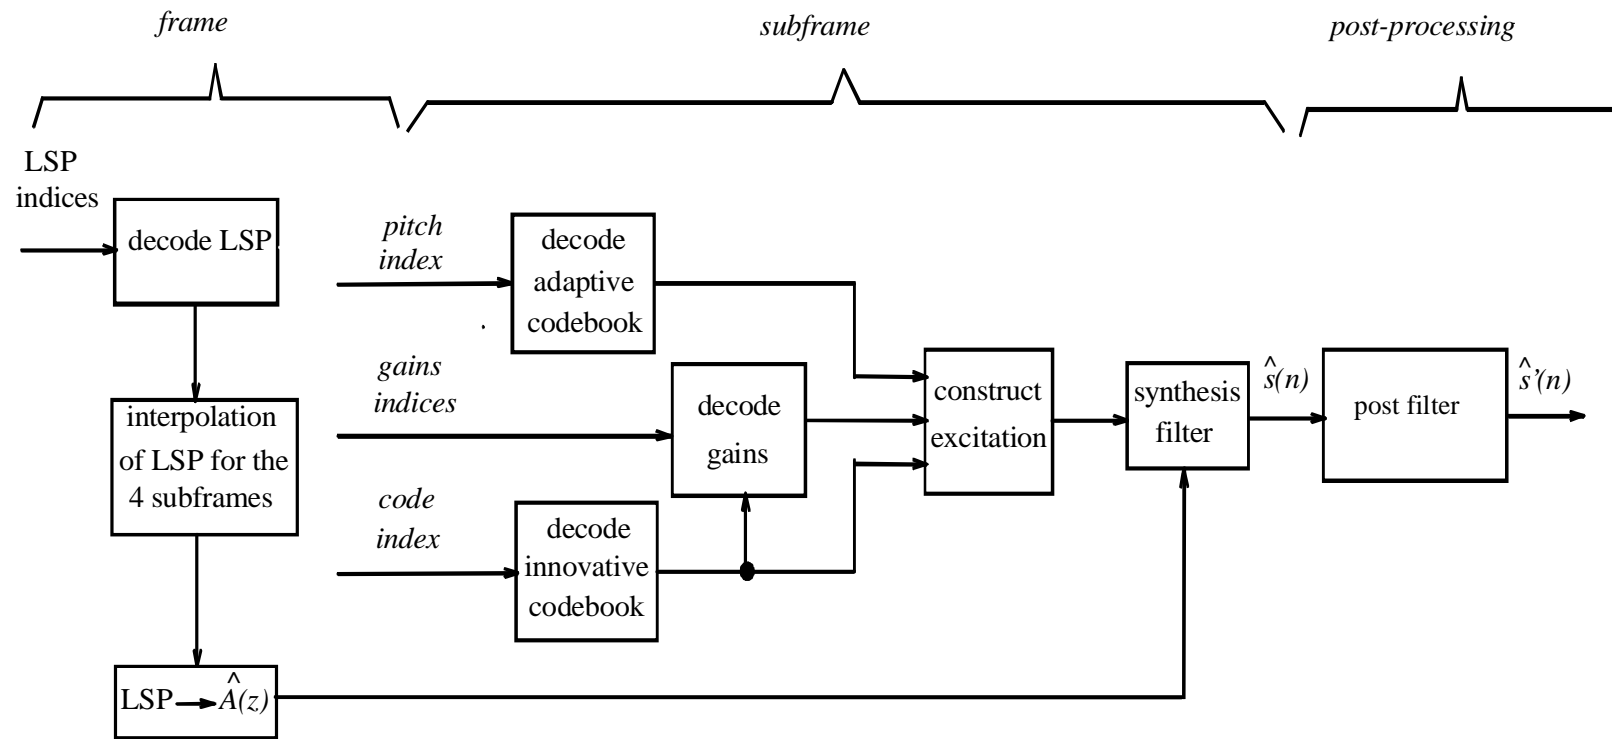 frame
subframe
post-processing
LSP
indices
decode LSP
interpolation
of LSP for the
4 subframes
LSP → Â(z)
pitch
index
decode
adaptive
codebook
gains
indices
decode
gains
code
index
decode
innovative
codebook
construct
excitation
synthesis
filter
ŝ(n)
post filter
ŝ'(n)